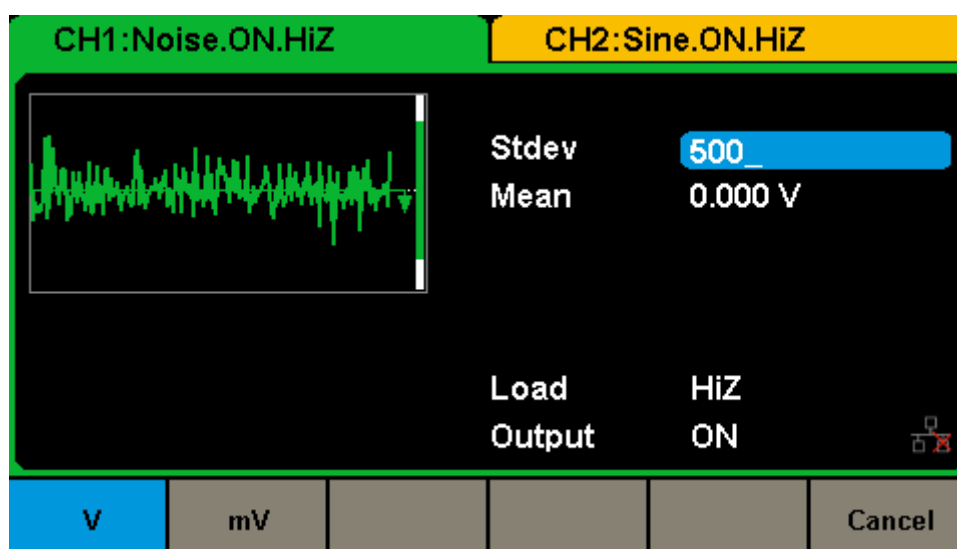 CH1:Noise.ON.HiZ CH2:Sine.ON.HiZ
Stdev 500_
Mean 0.000 V
Load HiZ
Output ON
V mV Cancel